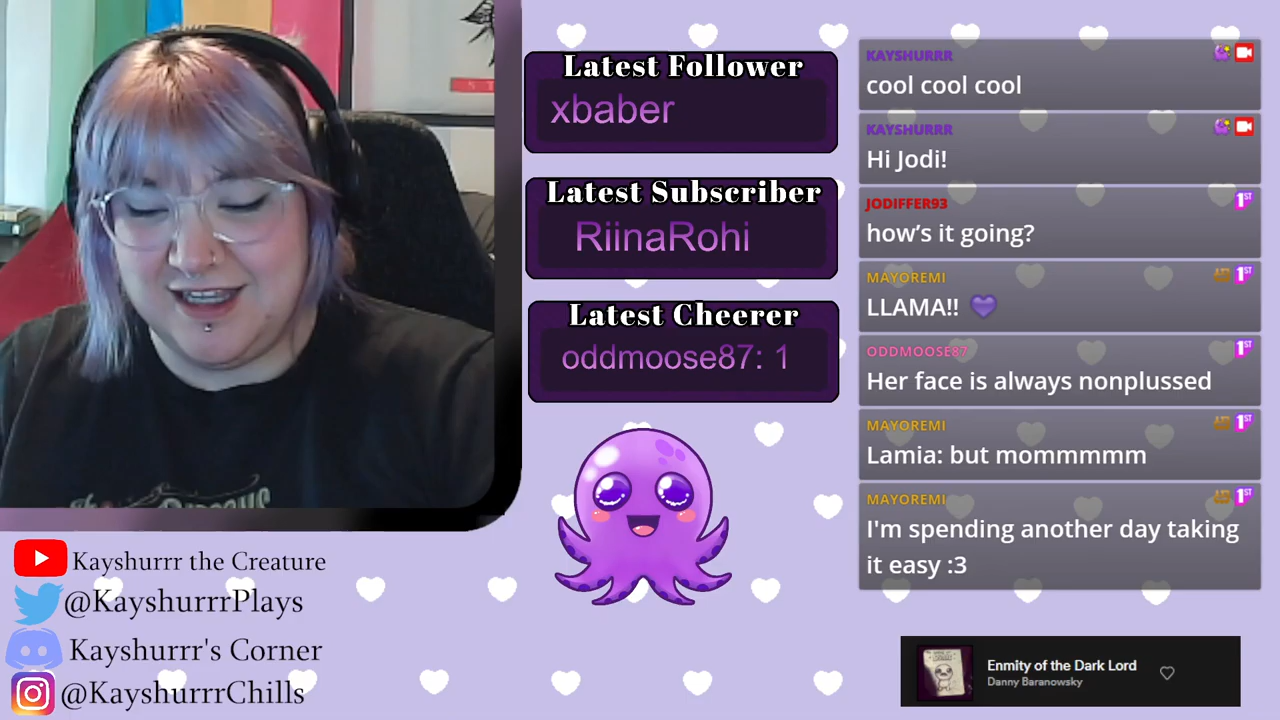 Latest Follower
xbaber
Latest Subscriber
RiinaRohi
Latest Cheerer
oddmoose87: 1
KAYSHURRR
cool cool cool
KAYSHURRR
Hi Jodi!
JODIFFER93
how’s it going?
MAYOREMI
LLAMA!! 💜
ODDMOOSE87
Her face is always nonplussed
MAYOREMI
Lamia: but mommmmm
MAYOREMI
I'm spending another day taking
it easy :3
Kayshurrr the Creature
@KayshurrrPlays
Kayshurrr's Corner
@KayshurrrChills
Enmity of the Dark Lord
Danny Baranowsky